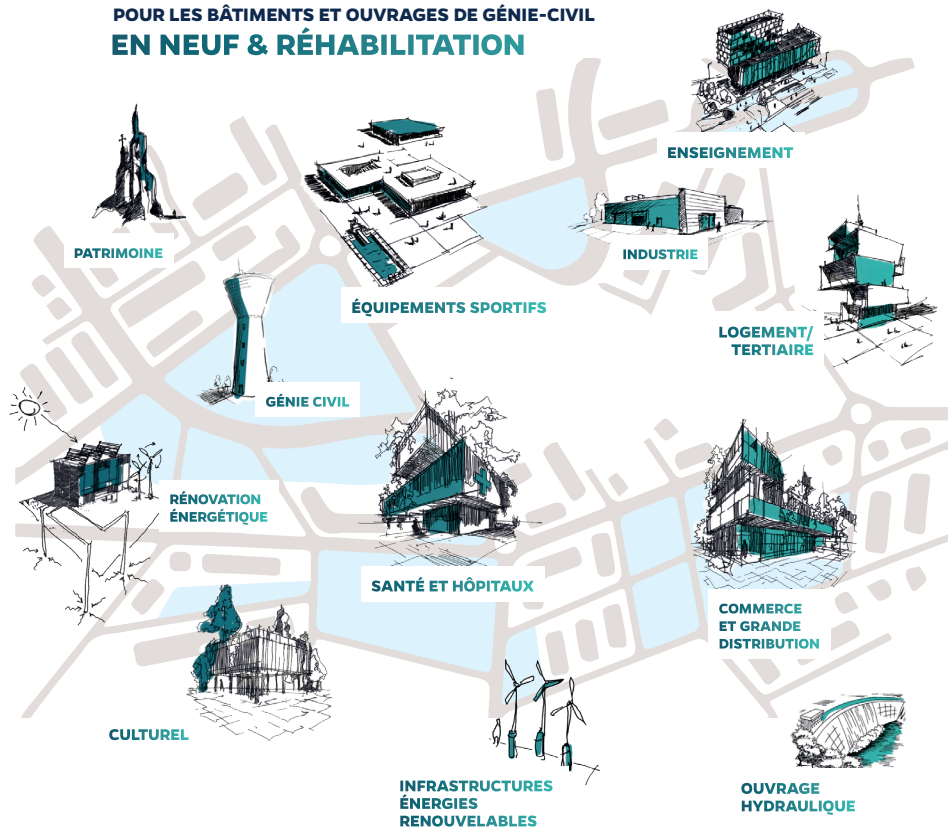 POUR LES BÂTIMENTS ET OUVRAGES DE GÉNIE-CIVIL
EN NEUF & RÉHABILITATION
ENSEIGNEMENT
PATRIMOINE
INDUSTRIE
ÉQUIPEMENTS SPORTIFS
LOGEMENT/
TERTIAIRE
GÉNIE CIVIL
RÉNOVATION
ÉNERGÉTIQUE
SANTÉ ET HÔPITAUX
COMMERCE
ET GRANDE
DISTRIBUTION
CULTUREL
INFRASTRUCTURES
ÉNERGIES
RENOUVELABLES
OUVRAGE
HYDRAULIQUE